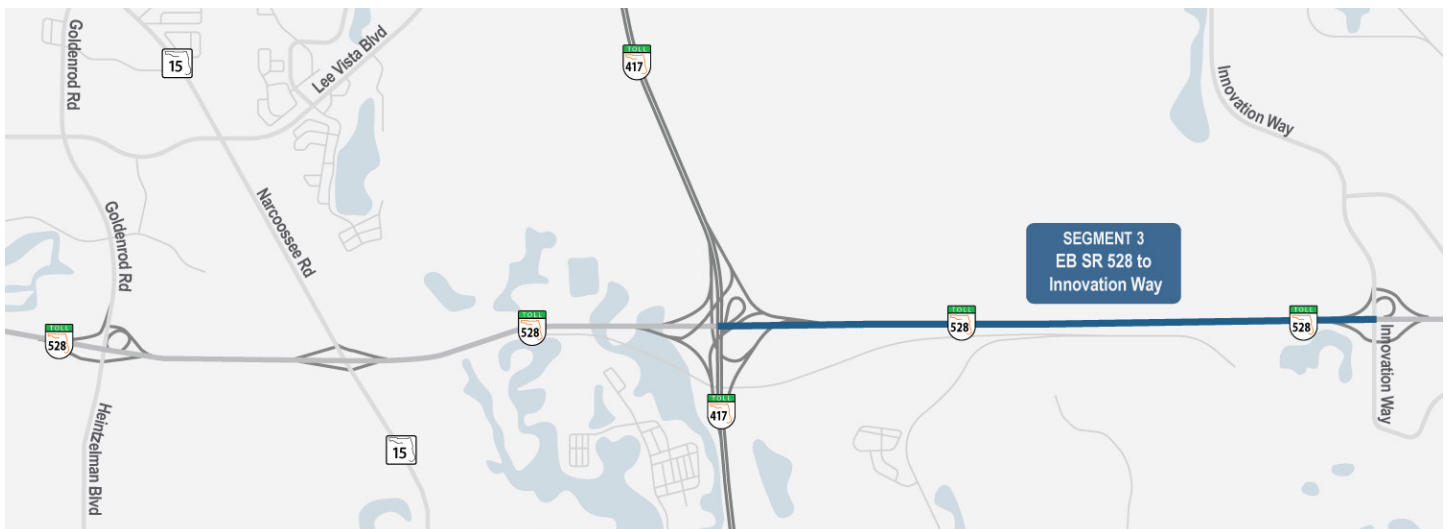 Goldenrod Rd
15
Lee Vista Blvd
TOLL
417
Innovation Way
Goldenrod Rd
Narcoossee Rd
SEGMENT 3
EB SR 528 to
Innovation Way
TOLL
528
TOLL
528
TOLL
528
TOLL
528
Innovation Way
TOLL
417
Heintzelman Blvd
15